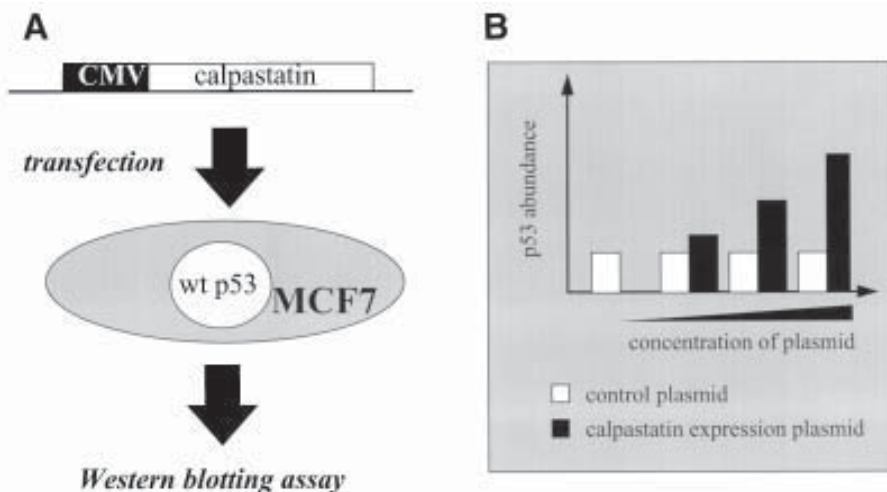 A
CMV calpastatin
transfection
wt p53
MCF7
Western blotting assay
B
p53 abundance
concentration of plasmid
control plasmid
calpastatin expression plasmid